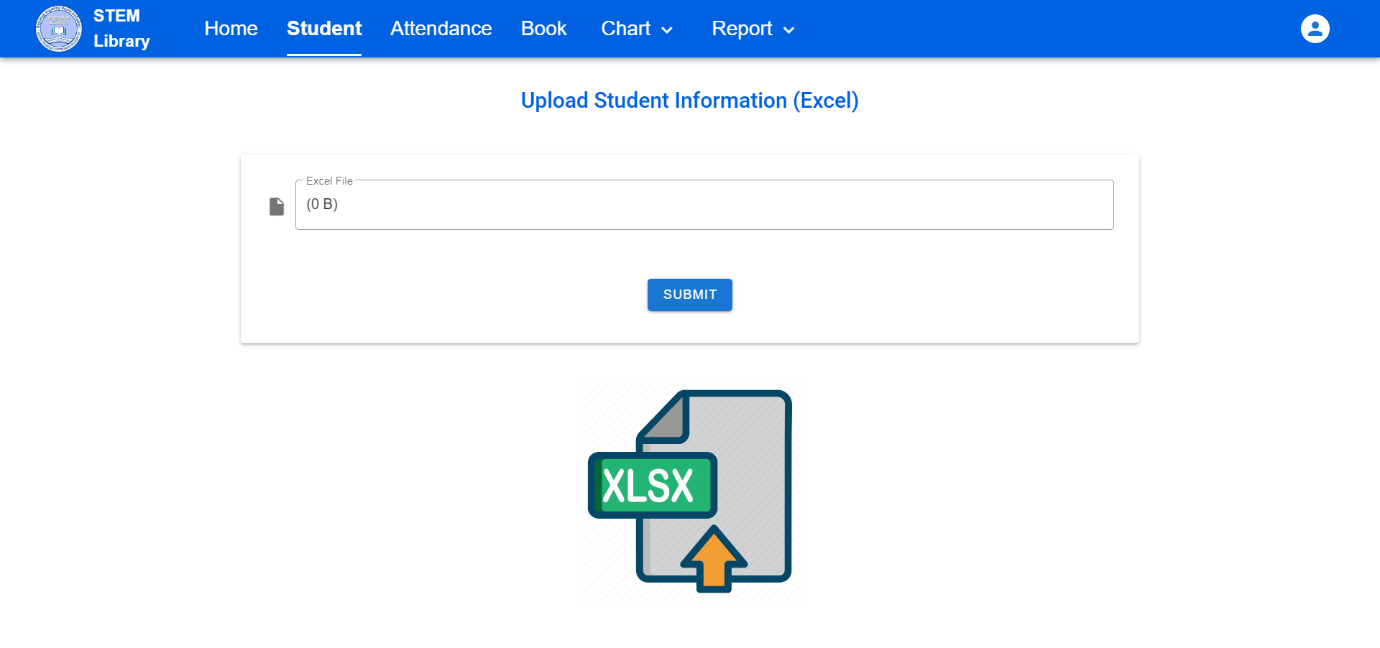 STEM
Library
Home Student Attendance Book Chart Report
Upload Student Information (Excel)
Excel File
(0 B)
SUBMIT
XLSX